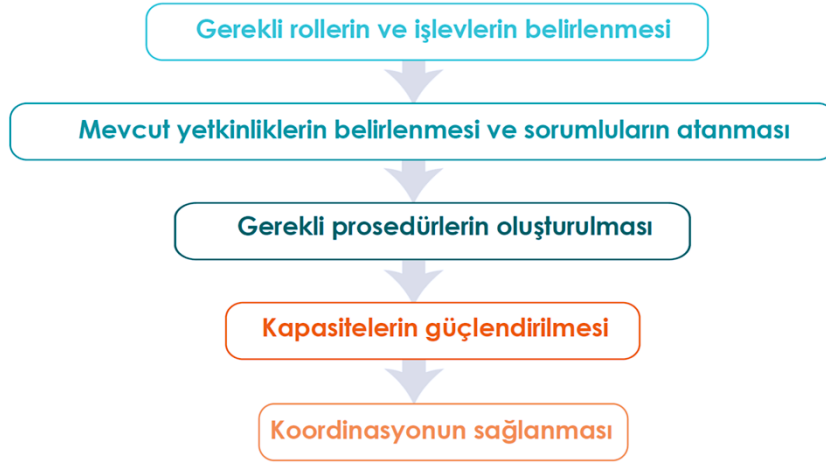 Gerekli rollerin ve işlevlerin belirlenmesi
Mevcut yetkinliklerin belirlenmesi ve sorumluların atanması
Gerekli prosedürlerin oluşturulması
Kapasitelerin güçlendirilmesi
Koordinasyonun sağlanması